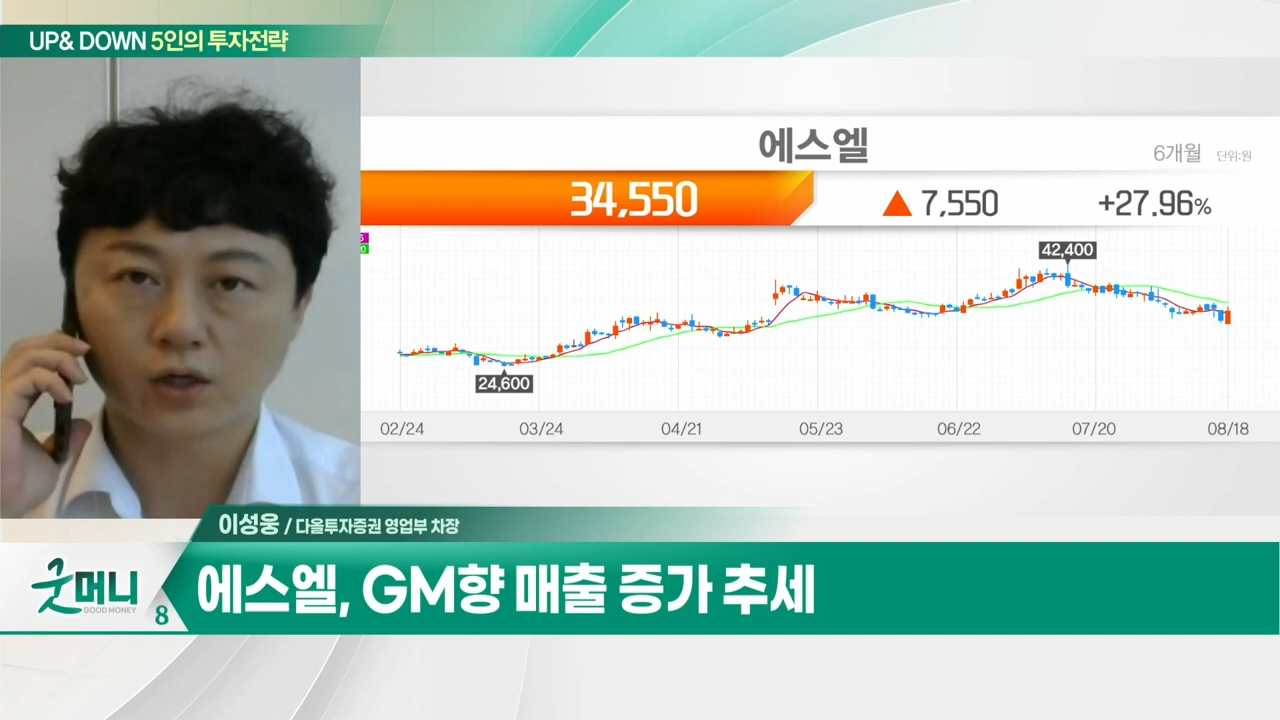 UP& DOWN 5인의 투자전략
에스엘
6개월 단위:원
34,550 ▲ 7,550 +27.96%
42,400
24,600
02/24 03/24 04/21 05/23 06/22 07/20 08/18
이성웅 / 다올투자증권 영업부 차장
굿머니
GOOD MONEY
8
에스엘, GM향 매출 증가 추세